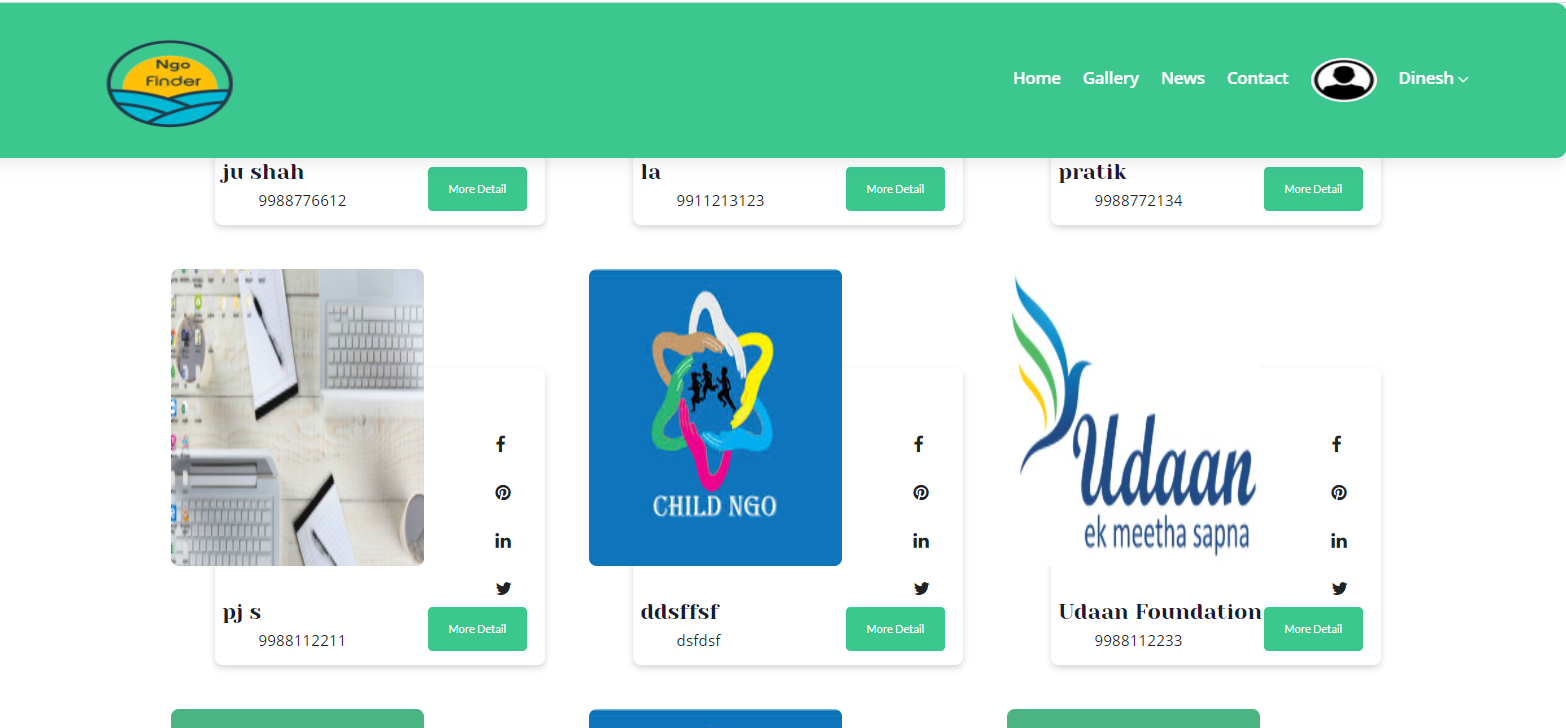 Ngo
Finder
Home
Gallery
News
Contact
Dinesh
ju shah
9988776612
More Detail
la
9911213123
More Detail
pratik
9988772134
More Detail
CHILD NGO
Udaan
ek meetha sapna
pj s
9988112211
More Detail
ddsffsf
dsfdsf
More Detail
Udaan Foundation
9988112233
More Detail